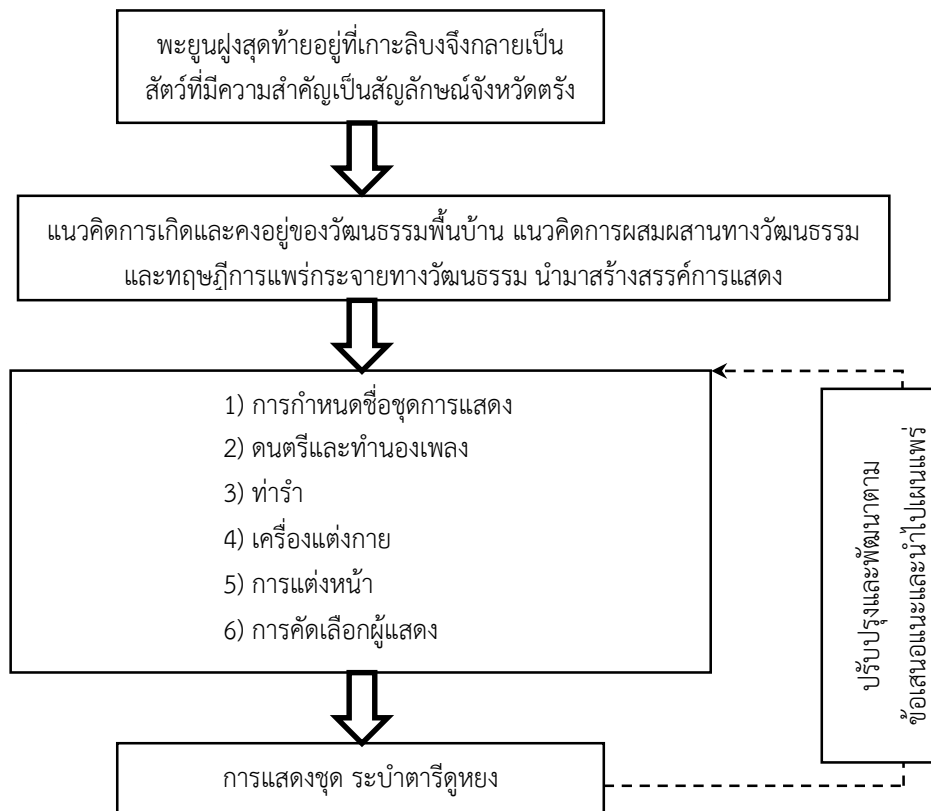 พะยูนฝูงสุดท้ายอยู่ที่เกาะลิบงจึงกลายเป็น
สัตว์ที่มีความสำคัญเป็นสัญลักษณ์จังหวัดตรัง
แนวคิดการเกิดและคงอยู่ของวัฒนธรรมพื้นบ้าน แนวคิดการผสมผสานทางวัฒนธรรม
และทฤษฎีการแพร่กระจายทางวัฒนธรรม นำมาสร้างสรรค์การแสดง
1) การกำหนดชื่อชุดการแสดง
2) ดนตรีและทำนองเพลง
3) ท่ารำ
4) เครื่องแต่งกาย
5) การแต่งหน้า
6) การคัดเลือกผู้แสดง
ปรับปรุงและพัฒนาตาม
ข้อเสนอแนะและนำไปเผนแพร่
การแสดงชุด ระบำตารีดูหยง